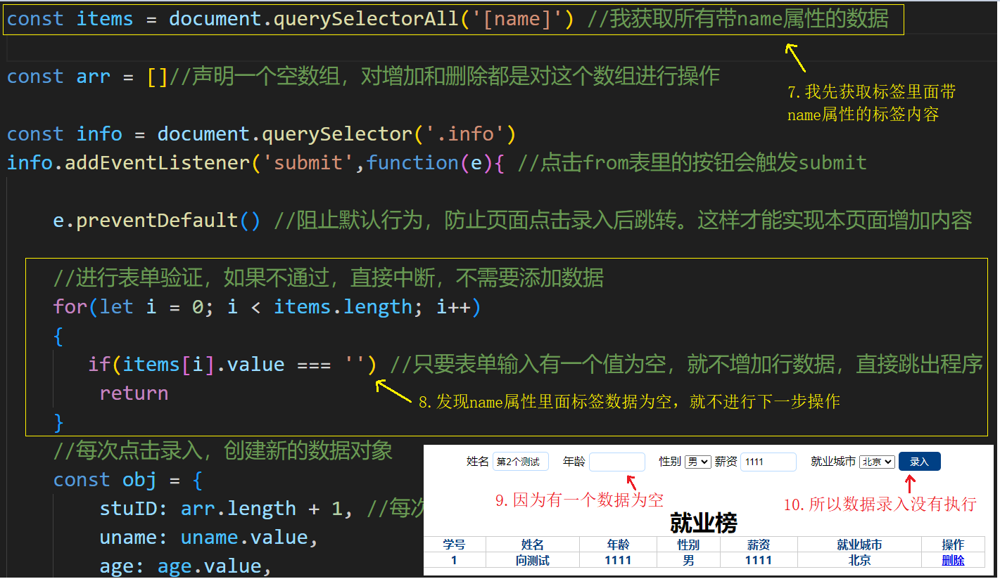 const items = document.querySelectorAll('[name]') //我获取所有带name属性的数据
const arr = []//声明一个空数组，对增加和删除都是对这个数组进行操作
7.我先获取标签里面带
name属性的标签内容
const info = document.querySelector('.info')
info.addEventListener('submit',function(e){ //点击from表里的按钮会触发submit
e.preventDefault() //阻止默认行为，防止页面点击录入后跳转。这样才能实现本页面增加内容
//进行表单验证，如果不通过，直接中断，不需要添加数据
for(let i = 0; i < items.length; i++)
{
if(items[i].value === '') //只要表单输入有一个值为空，就不增加行数据，直接跳出程序
return
8.发现name属性里面标签数据为空，就不进行下一步操作
}
//每次点击录入，创建新的数据对象
const obj = {
stuID: arr.length + 1, //每次
uname: uname.value,
age: age.value,
姓名 第2个测试 年龄 性别 男 薪资 1111 就业城市 北京 录入
9.因为有一个数据为空
10.所以数据录入没有执行
就业榜
学号 姓名 年龄 性别 薪资 就业城市 操作
1 向测试 1111 男 1111 北京 删除